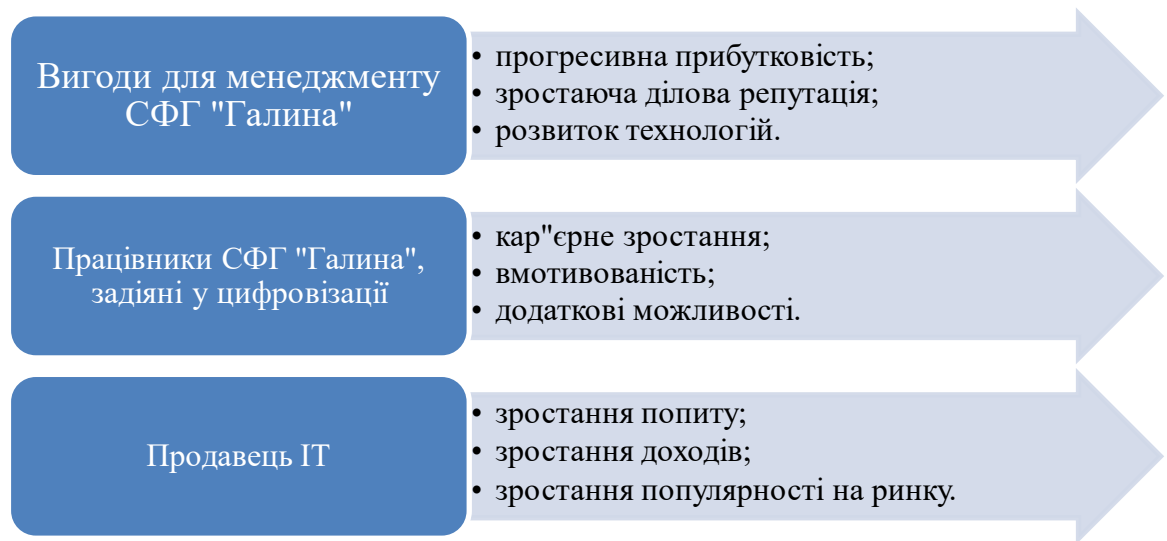 Вигоди для менеджменту
СФГ "Галина"
• прогресивна прибутковість;
• зростаюча ділова репутація;
• розвиток технологій.
Працівники СФГ "Галина",
задіяні у цифровізації
• кар"єрне зростання;
• вмотивованість;
• додаткові можливості.
Продавець ІТ
• зростання попиту;
• зростання доходів;
• зростання популярності на ринку.